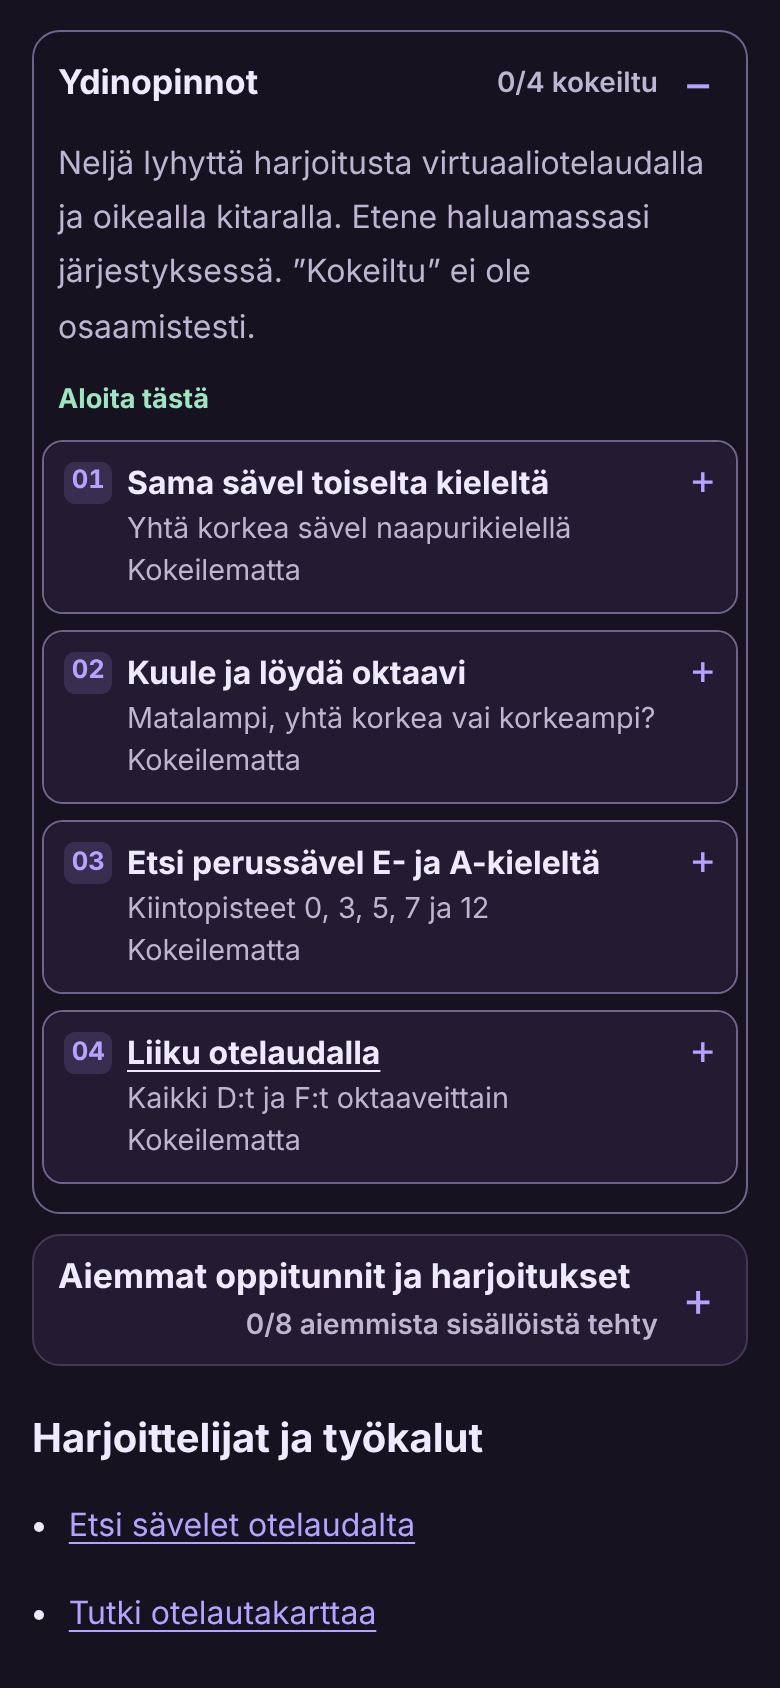 Ydinopinnot
0/4 kokeiltu –
Neljä lyhyttä harjoitusta virtuaaliotelaudalla
ja oikealla kitaralla. Etene haluamassasi
järjestyksessä. ”Kokeiltu” ei ole
osaamistesti.
Aloita tästä
01 Sama sävel toiselta kieleltä +
Yhtä korkea sävel naapurikielellä
Kokeilematta
02 Kuule ja löydä oktaavi +
Matalampi, yhtä korkea vai korkeampi?
Kokeilematta
03 Etsi perussävel E- ja A-kieleltä +
Kiintopisteet 0, 3, 5, 7 ja 12
Kokeilematta
04 Liiku otelaudalla +
Kaikki D:t ja F:t oktaaveittain
Kokeilematta
Aiemmat oppitunnit ja harjoitukset
0/8 aiemmista sisällöistä tehty +
Harjoittelijat ja työkalut
• Etsi sävelet otelaudalta
• Tutki otelautakarttaa